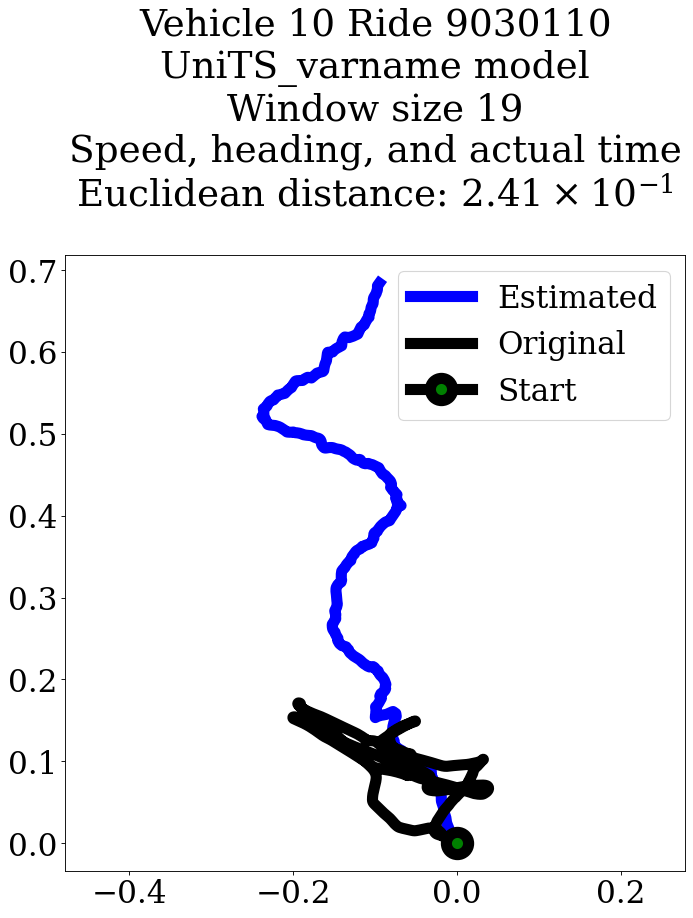 Vehicle 10 Ride 9030110
UniTS_varname model
Window size 19
Speed, heading, and actual time
Euclidean distance: 2.41 × 10⁻¹
Estimated
Original
Start
0.7
0.6
0.5
0.4
0.3
0.2
0.1
0.0
−0.4 −0.2 0.0 0.2